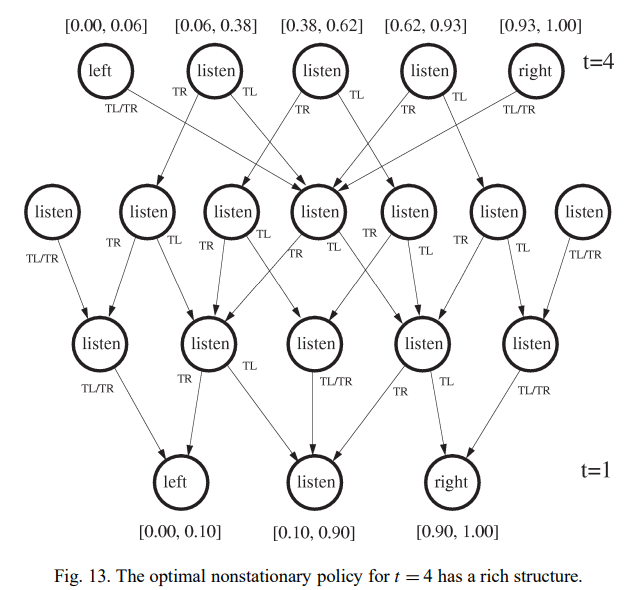 [0.00, 0.06] [0.06, 0.38] [0.38, 0.62] [0.62, 0.93] [0.93, 1.00]
left listen listen listen right t=4
TL/TR TR TL TR TL TR TL TL/TR
listen listen listen listen listen listen listen
TL/TR TR TL TR TL TR TL TR TL TR TL TL/TR
listen listen listen listen listen
TL/TR TR TL TL/TR TR TL TL/TR
left listen right t=1
[0.00, 0.10] [0.10, 0.90] [0.90, 1.00]
Fig. 13. The optimal nonstationary policy for t = 4 has a rich structure.